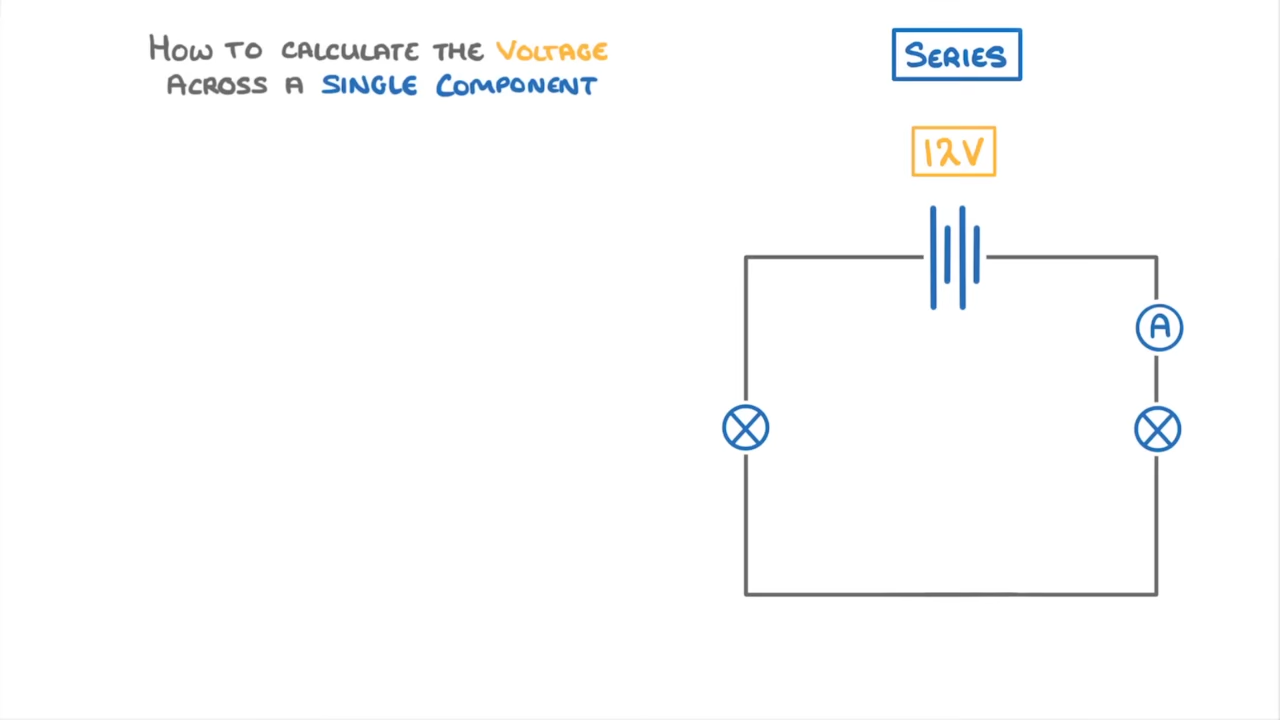 HOW TO CALCULATE THE VOLTAGE
ACROSS A SINGLE COMPONENT
SERIES
12V
A